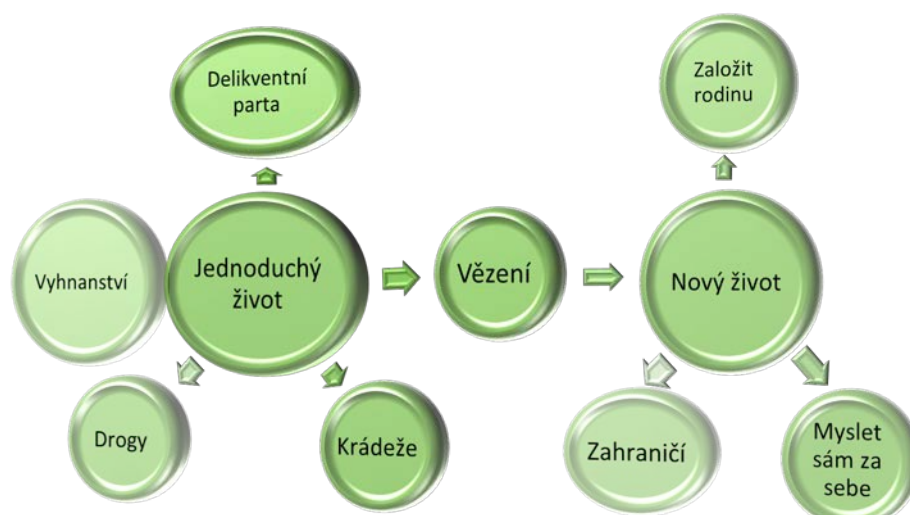 Delikventní
parta
Založit
rodinu
Vyhnanství
Jednoduchý
život
Vězení
Nový život
Drogy
Krádeže
Zahraničí
Myslet
sám za
sebe